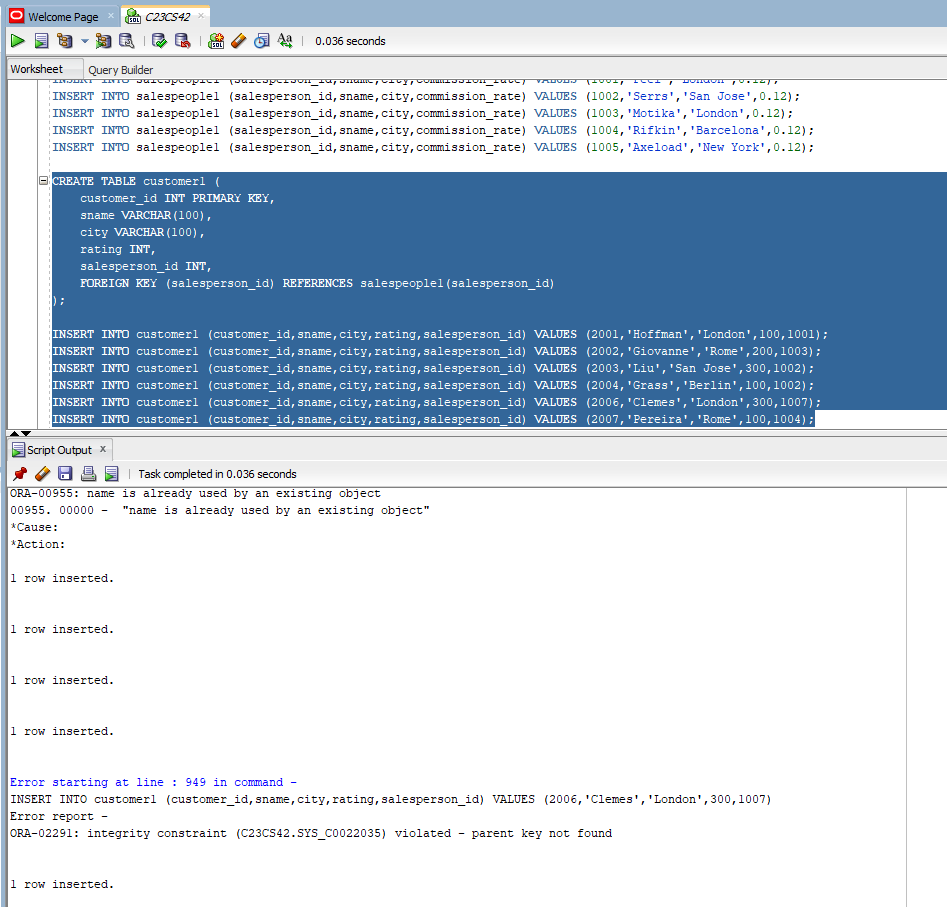 Welcome Page
C23CS42
SQL
0.036 seconds
Worksheet
Query Builder
INSERT INTO salespeople1 (salesperson_id,sname,city,commission_rate) VALUES (1001,'Peel','London',0.12);
INSERT INTO salespeople1 (salesperson_id,sname,city,commission_rate) VALUES (1002,'Serrs','San Jose',0.12);
INSERT INTO salespeople1 (salesperson_id,sname,city,commission_rate) VALUES (1003,'Motika','London',0.12);
INSERT INTO salespeople1 (salesperson_id,sname,city,commission_rate) VALUES (1004,'Rifkin','Barcelona',0.12);
INSERT INTO salespeople1 (salesperson_id,sname,city,commission_rate) VALUES (1005,'Axeload','New York',0.12);
CREATE TABLE customer1 (
customer_id INT PRIMARY KEY,
sname VARCHAR(100),
city VARCHAR(100),
rating INT,
salesperson_id INT,
FOREIGN KEY (salesperson_id) REFERENCES salespeople1(salesperson_id)
);
INSERT INTO customer1 (customer_id,sname,city,rating,salesperson_id) VALUES (2001,'Hoffman','London',100,1001);
INSERT INTO customer1 (customer_id,sname,city,rating,salesperson_id) VALUES (2002,'Giovanne','Rome',200,1003);
INSERT INTO customer1 (customer_id,sname,city,rating,salesperson_id) VALUES (2003,'Liu','San Jose',300,1002);
INSERT INTO customer1 (customer_id,sname,city,rating,salesperson_id) VALUES (2004,'Grass','Berlin',100,1002);
INSERT INTO customer1 (customer_id,sname,city,rating,salesperson_id) VALUES (2006,'Clemes','London',300,1007);
INSERT INTO customer1 (customer_id,sname,city,rating,salesperson_id) VALUES (2007,'Pereira','Rome',100,1004);
Script Output
Task completed in 0.036 seconds
ORA-00955: name is already used by an existing object
00955. 00000 -  "name is already used by an existing object"
*Cause:
*Action:
1 row inserted.
1 row inserted.
1 row inserted.
1 row inserted.
Error starting at line : 949 in command -
INSERT INTO customer1 (customer_id,sname,city,rating,salesperson_id) VALUES (2006,'Clemes','London',300,1007)
Error report -
ORA-02291: integrity constraint (C23CS42.SYS_C0022035) violated - parent key not found
1 row inserted.